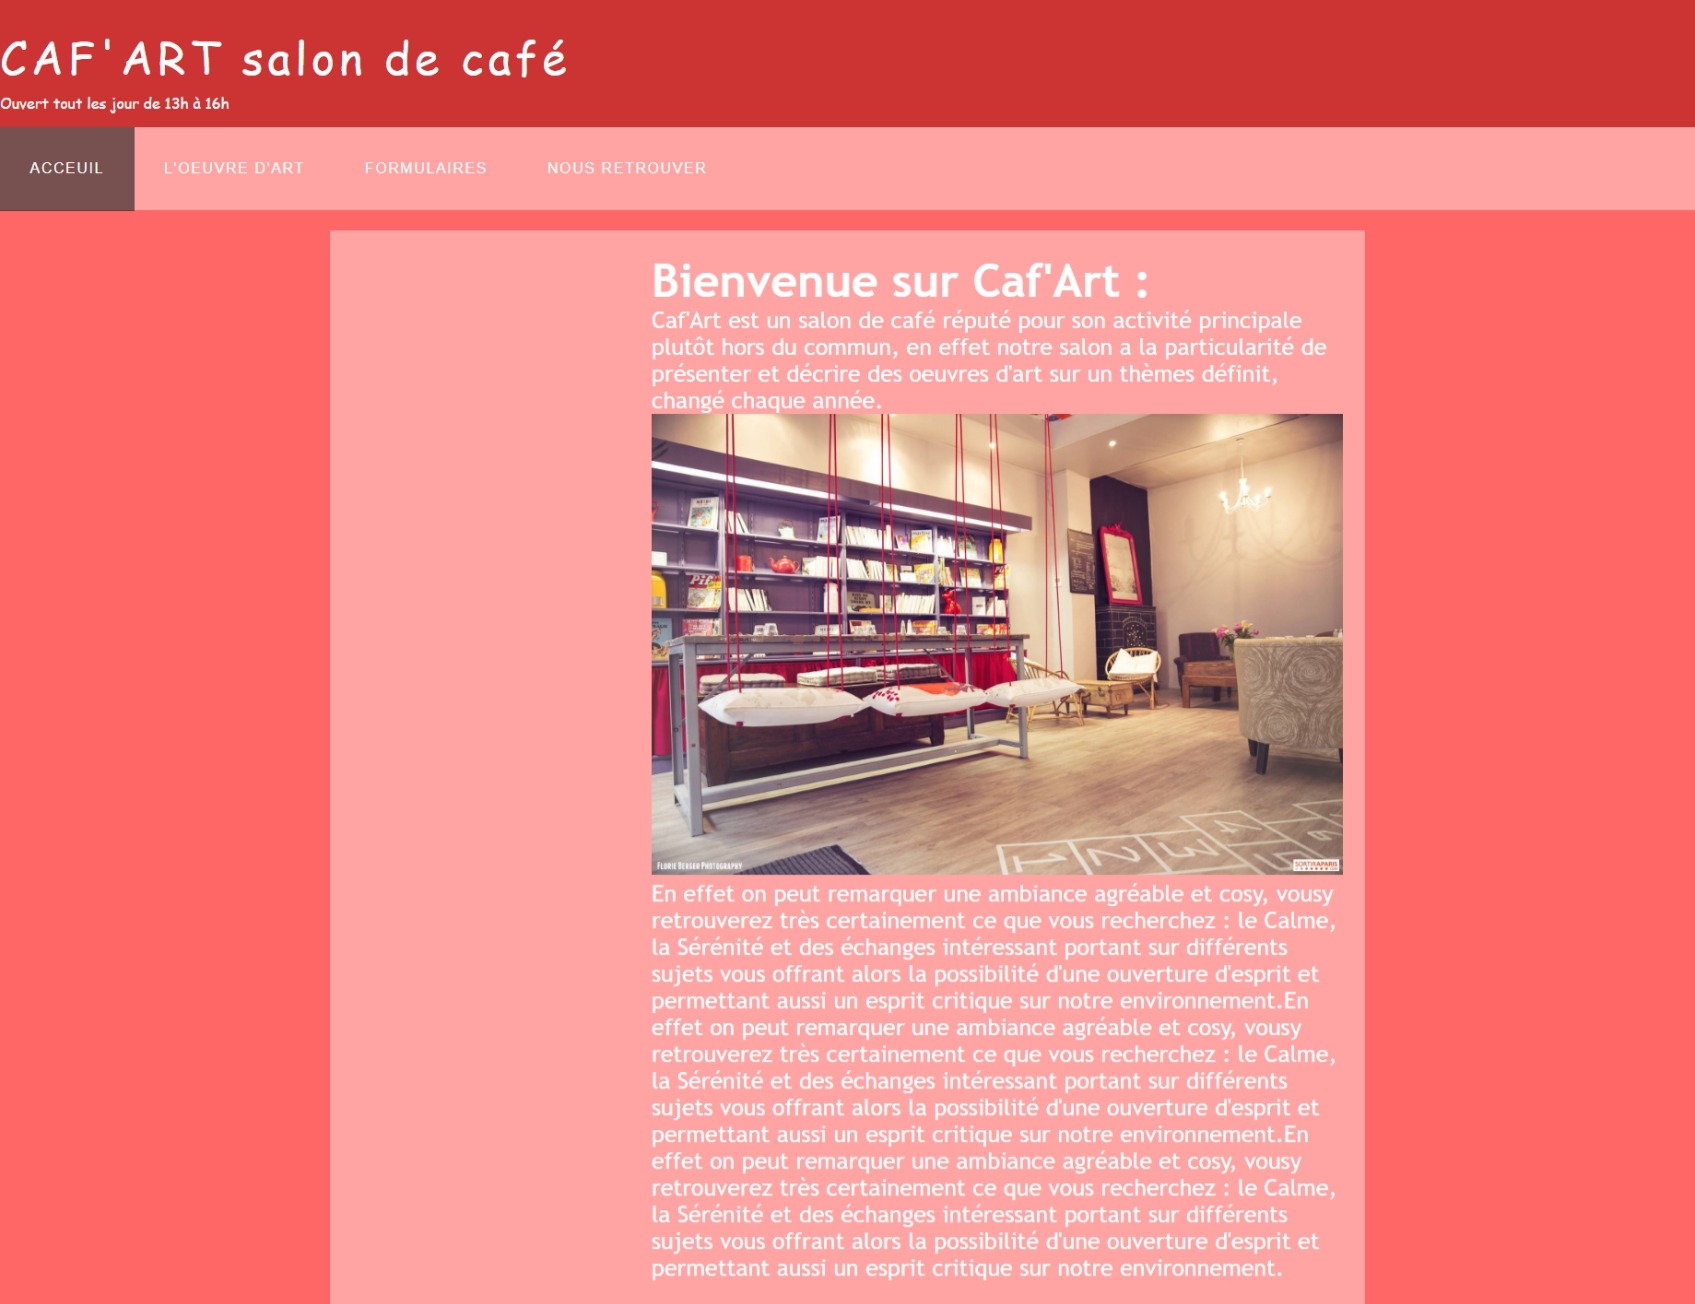 CAF'ART salon de café
Ouvert tout les jour de 13h à 16h
ACCEUIL
L'OEUVRE D'ART
FORMULAIRES
NOUS RETROUVER
Bienvenue sur Caf'Art :
Caf'Art est un salon de café réputé pour son activité principale
plutôt hors du commun, en effet notre salon a la particularité de
présenter et décrire des oeuvres d'art sur un thèmes définit,
changé chaque année.
Pif
FLORIE BERGER PHOTOGRAPHY
SORTIRAPARIS
En effet on peut remarquer une ambiance agréable et cosy, vousy
retrouverez très certainement ce que vous recherchez : le Calme,
la Sérénité et des échanges intéressant portant sur différents
sujets vous offrant alors la possibilité d'une ouverture d'esprit et
permettant aussi un esprit critique sur notre environnement.En
effet on peut remarquer une ambiance agréable et cosy, vousy
retrouverez très certainement ce que vous recherchez : le Calme,
la Sérénité et des échanges intéressant portant sur différents
sujets vous offrant alors la possibilité d'une ouverture d'esprit et
permettant aussi un esprit critique sur notre environnement.En
effet on peut remarquer une ambiance agréable et cosy, vousy
retrouverez très certainement ce que vous recherchez : le Calme,
la Sérénité et des échanges intéressant portant sur différents
sujets vous offrant alors la possibilité d'une ouverture d'esprit et
permettant aussi un esprit critique sur notre environnement.